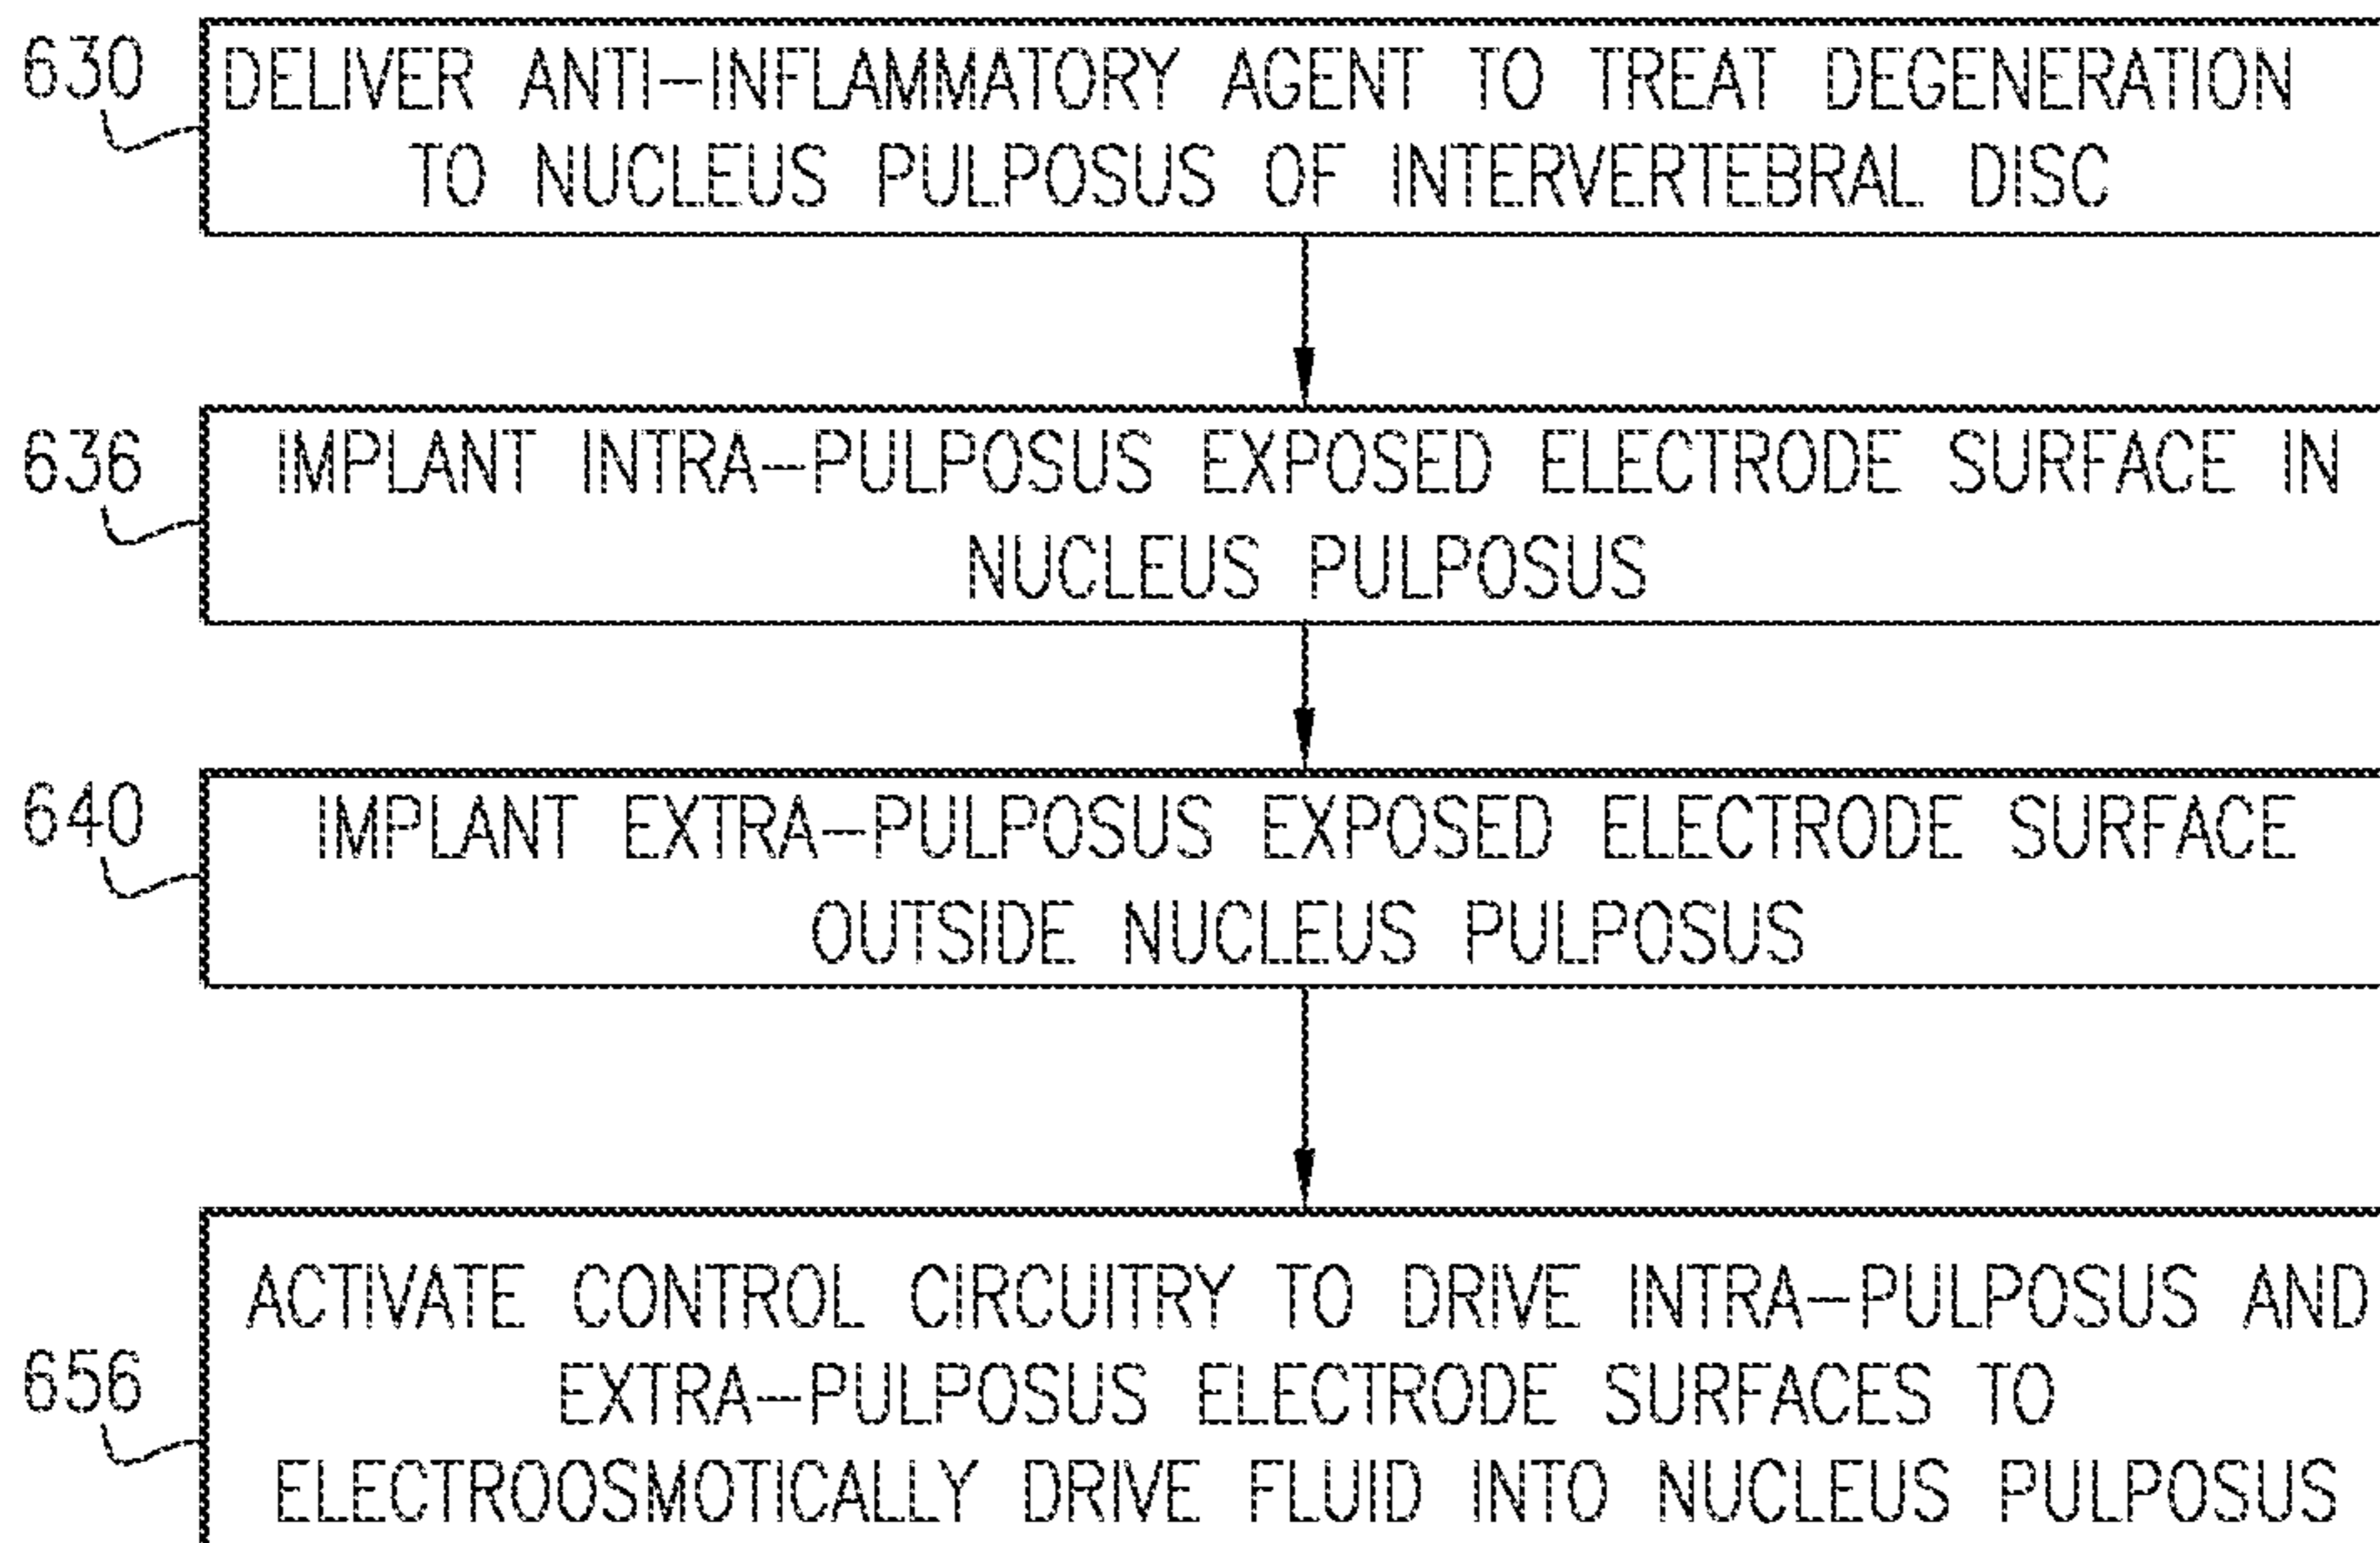 630
DELIVER ANTI-INFLAMMATORY AGENT TO TREAT DEGENERATION
TO NUCLEUS PULPOSUS OF INTERVERTEBRAL DISC
636
IMPLANT INTRA-PULPOSUS EXPOSED ELECTRODE SURFACE IN
NUCLEUS PULPOSUS
640
IMPLANT EXTRA-PULPOSUS EXPOSED ELECTRODE SURFACE
OUTSIDE NUCLEUS PULPOSUS
656
ACTIVATE CONTROL CIRCUITRY TO DRIVE INTRA-PULPOSUS AND
EXTRA-PULPOSUS ELECTRODE SURFACES TO
ELECTROOSMOTICALLY DRIVE FLUID INTO NUCLEUS PULPOSUS